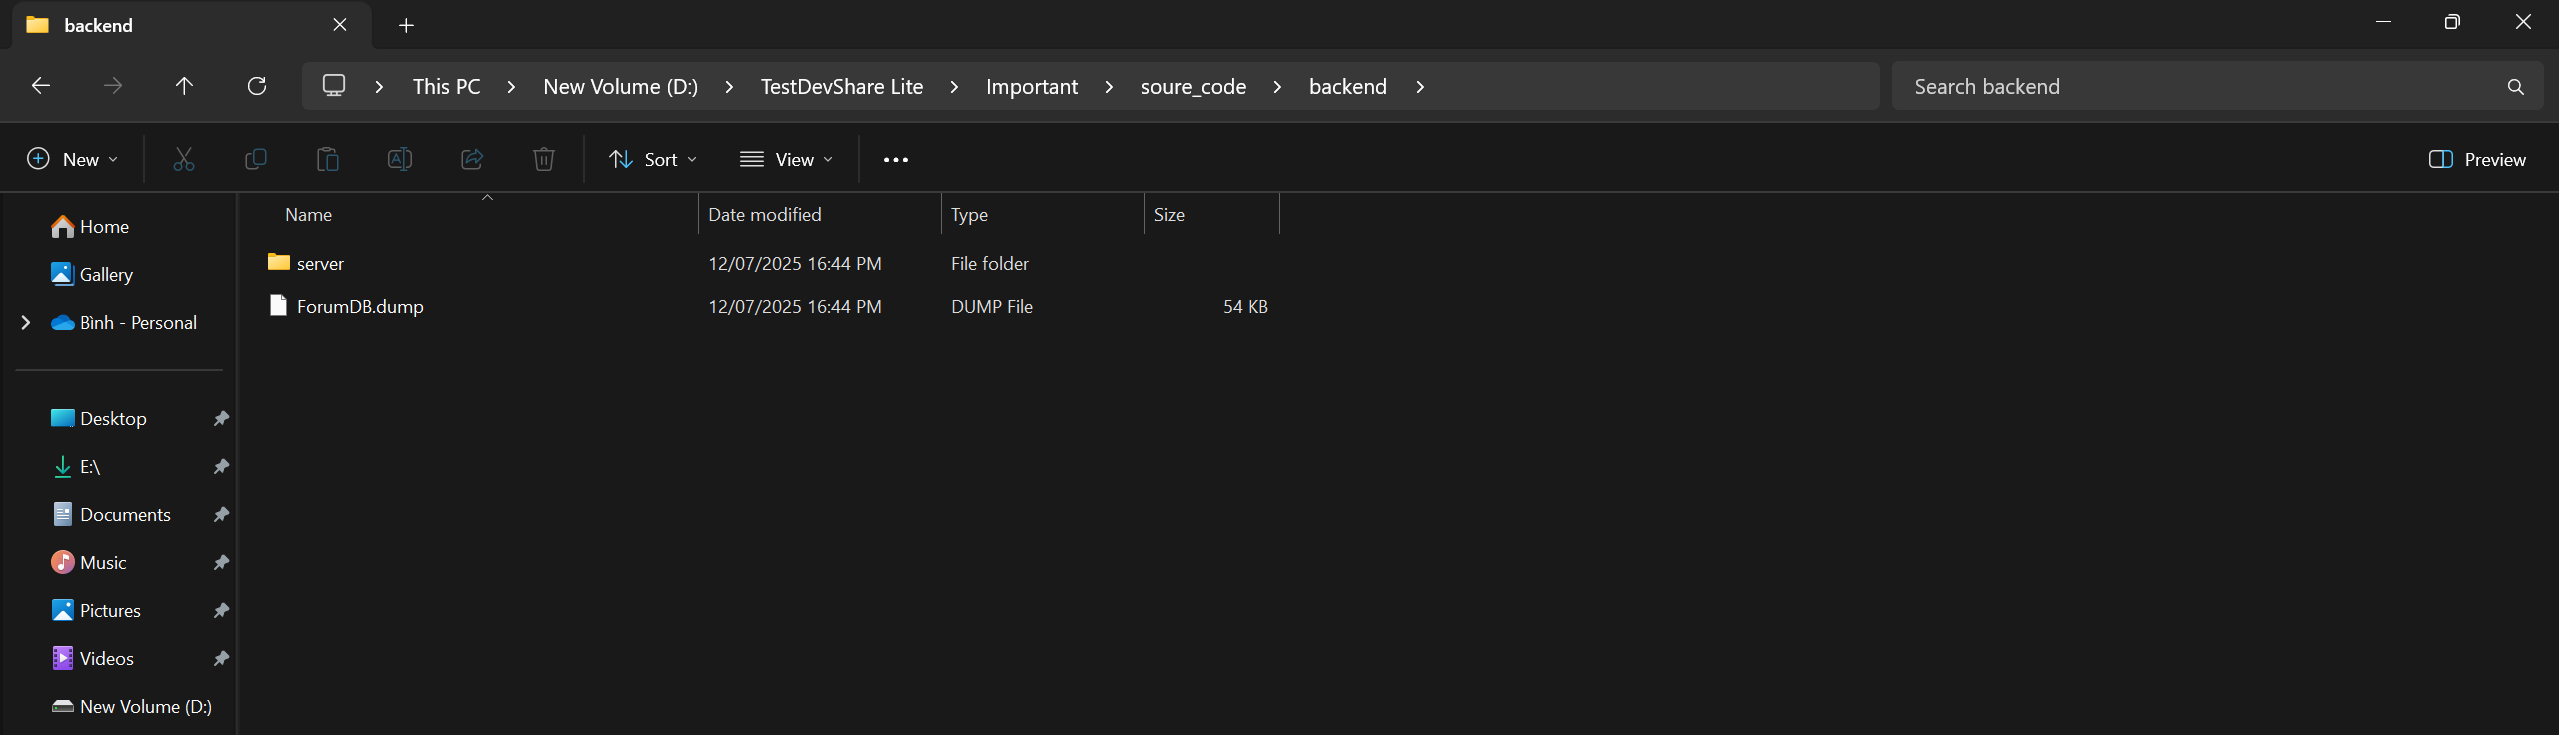 backend
This PC > New Volume (D:) > TestDevShare Lite > Important > soure_code > backend >
Search backend
New
Sort
View
Preview
Name
Date modified
Type
Size
server
12/07/2025 16:44 PM
File folder
ForumDB.dump
12/07/2025 16:44 PM
DUMP File
54 KB
Home
Gallery
Bình - Personal
Desktop
E:\
Documents
Music
Pictures
Videos
New Volume (D:)